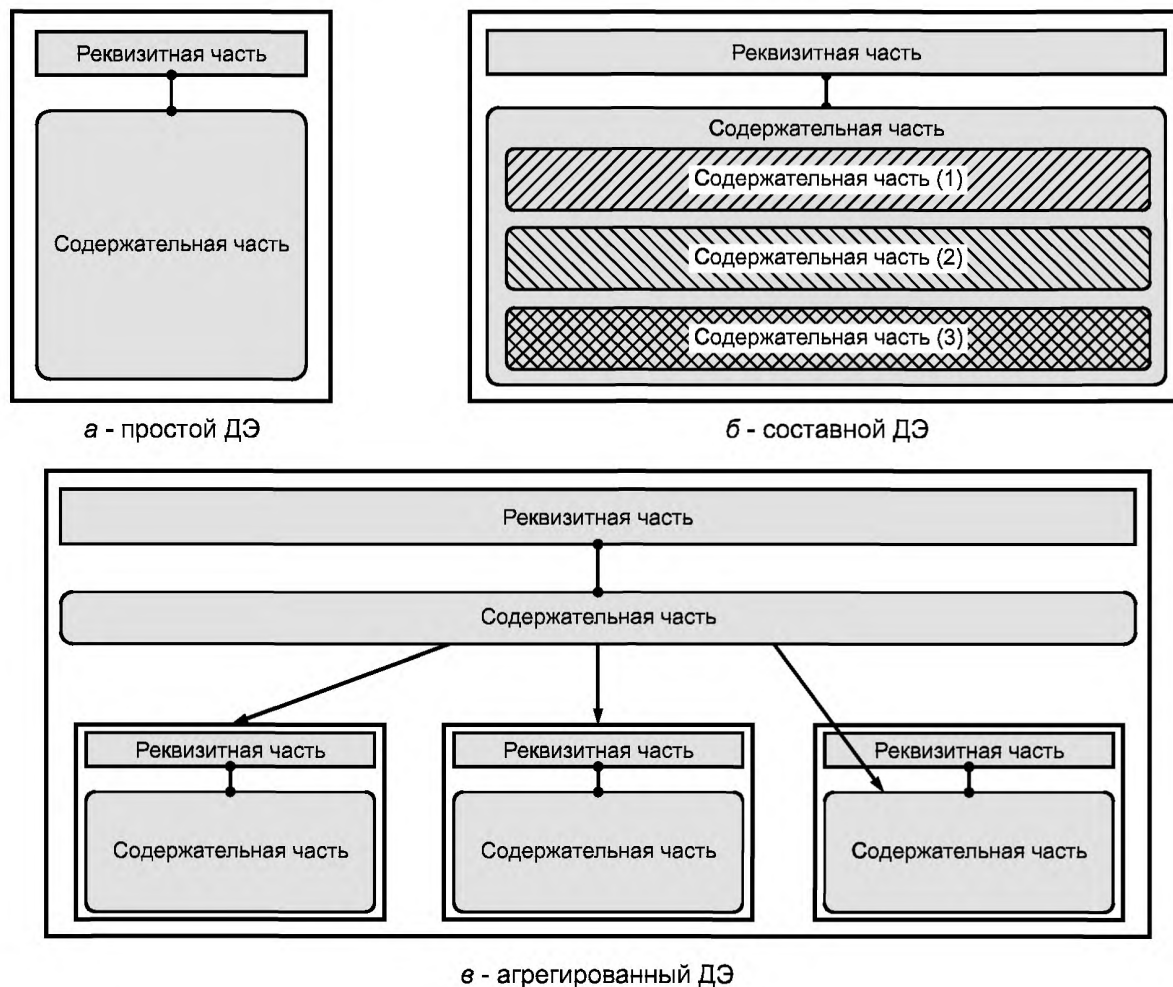 Реквизитная часть
Содержательная часть
а - простой ДЭ
Реквизитная часть
Содержательная часть
Содержательная часть (1)
Содержательная часть (2)
Содержательная часть (3)
б - составной ДЭ
Реквизитная часть
Содержательная часть
Реквизитная часть
Содержательная часть
Реквизитная часть
Содержательная часть
Реквизитная часть
Содержательная часть
в - агрегированный ДЭ